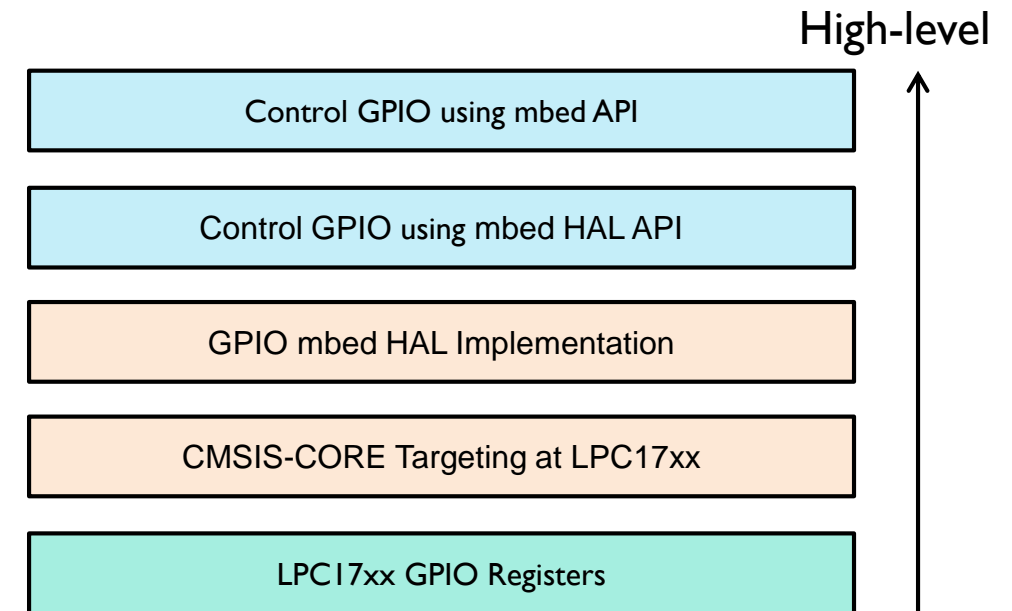 High-level
Control GPIO using mbed API
Control GPIO using mbed HAL API
GPIO mbed HAL Implementation
CMSIS-CORE Targeting at LPC17xx
LPC17xx GPIO Registers